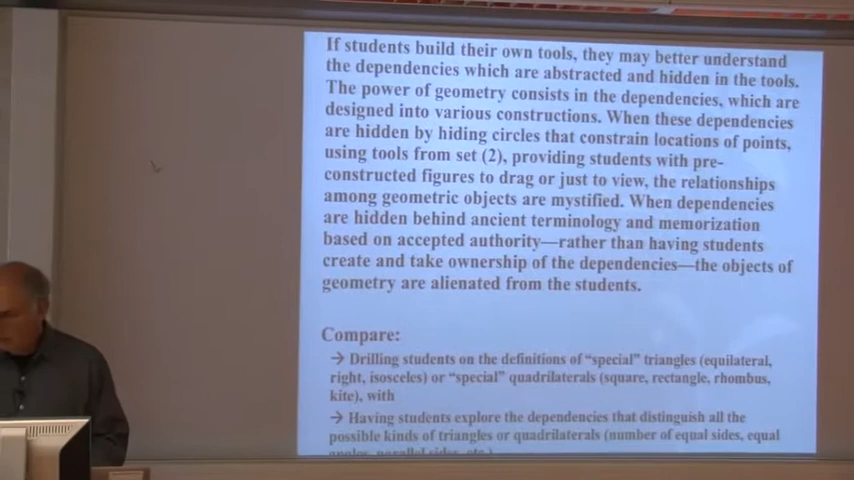 If students build their own tools, they may better understand
the dependencies which are abstracted and hidden in the tools.
The power of geometry consists in the dependencies, which are
designed into various constructions. When these dependencies
are hidden by hiding circles that constrain locations of points,
using tools from set (2), providing students with pre-
constructed figures to drag or just to view, the relationships
among geometric objects are mystified. When dependencies
are hidden behind ancient terminology and memorization
based on accepted authority—rather than having students
create and take ownership of the dependencies—the objects of
geometry are alienated from the students.
Compare:
→ Drilling students on the definitions of “special” triangles (equilateral,
right, isosceles) or “special” quadrilaterals (square, rectangle, rhombus,
kite), with
→ Having students explore the dependencies that distinguish all the
possible kinds of triangles or quadrilaterals (number of equal sides, equal
angles, parallel sides, etc.)